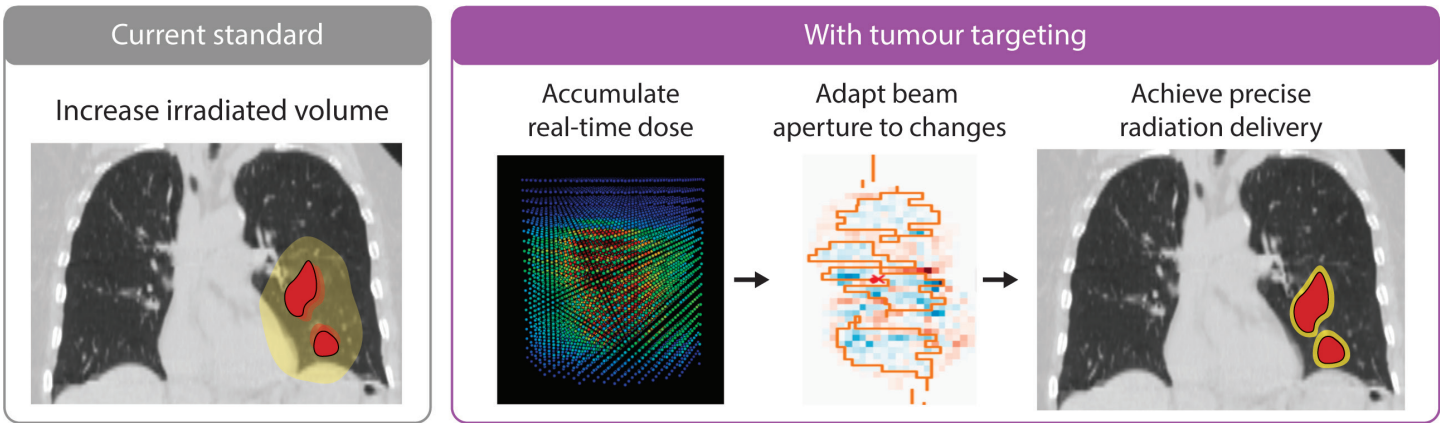 Current standard
Increase irradiated volume
With tumour targeting
Accumulate
real-time dose
Adapt beam
aperture to changes
Achieve precise
radiation delivery